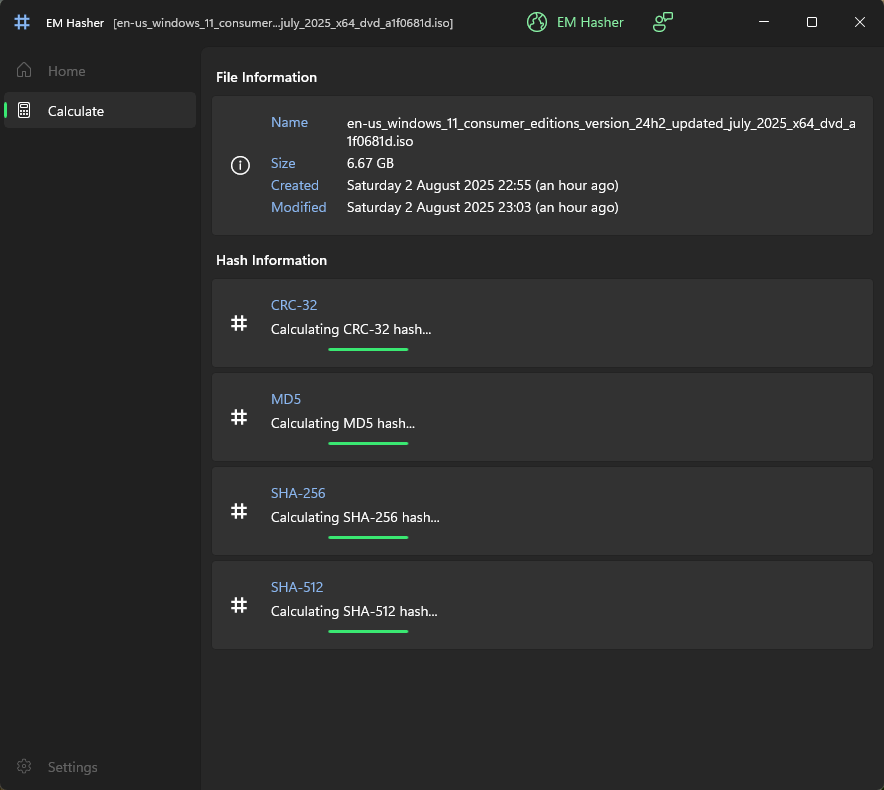 EM Hasher [en-us_windows_11_consumer...july_2025_x64_dvd_a1f0681d.iso] EM Hasher
Home
Calculate
File Information
Name en-us_windows_11_consumer_editions_version_24h2_updated_july_2025_x64_dvd_a
1f0681d.iso
Size 6.67 GB
Created Saturday 2 August 2025 22:55 (an hour ago)
Modified Saturday 2 August 2025 23:03 (an hour ago)
Hash Information
CRC-32
Calculating CRC-32 hash...
MD5
Calculating MD5 hash...
SHA-256
Calculating SHA-256 hash...
SHA-512
Calculating SHA-512 hash...
Settings